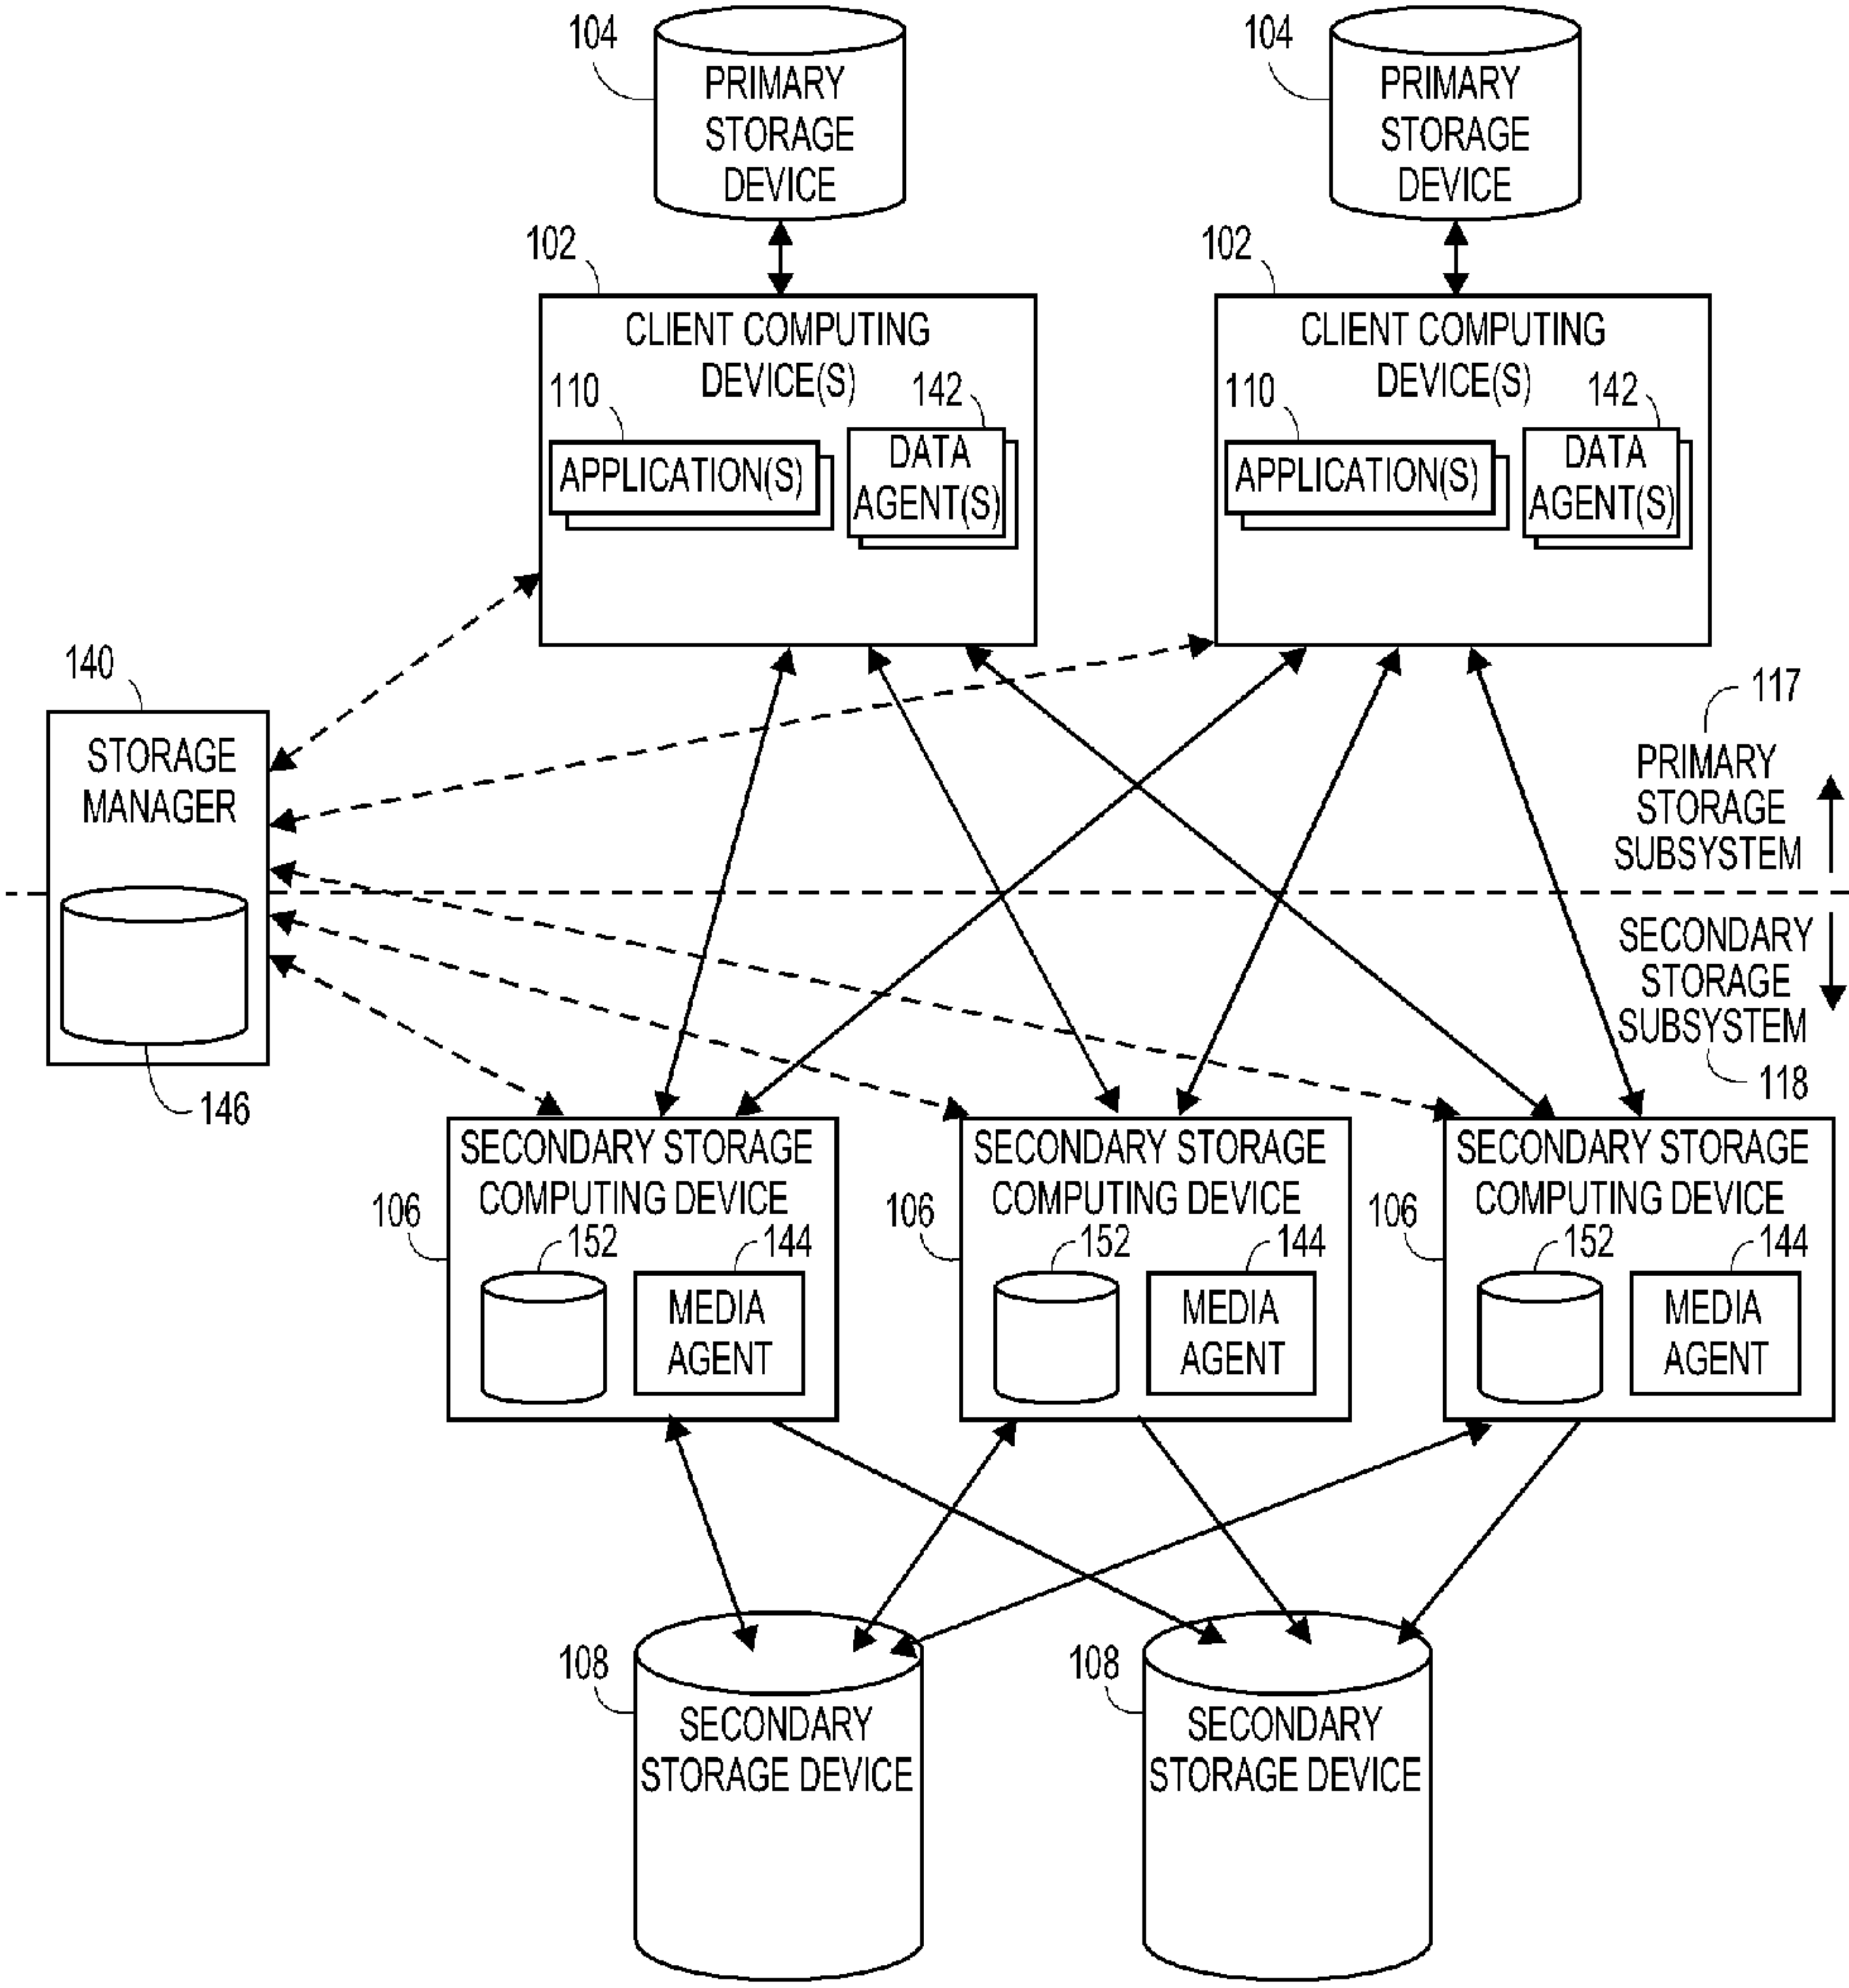 104
PRIMARY
STORAGE
DEVICE
104
PRIMARY
STORAGE
DEVICE
102
CLIENT COMPUTING
DEVICE(S)
110
APPLICATION(S)
142
DATA
AGENT(S)
102
CLIENT COMPUTING
DEVICE(S)
110
APPLICATION(S)
142
DATA
AGENT(S)
140
STORAGE
MANAGER
146
117
PRIMARY
STORAGE
SUBSYSTEM
SECONDARY
STORAGE
SUBSYSTEM
118
106
SECONDARY STORAGE
COMPUTING DEVICE
152
144
MEDIA
AGENT
106
SECONDARY STORAGE
COMPUTING DEVICE
152
144
MEDIA
AGENT
106
SECONDARY STORAGE
COMPUTING DEVICE
152
144
MEDIA
AGENT
108
SECONDARY
STORAGE DEVICE
108
SECONDARY
STORAGE DEVICE